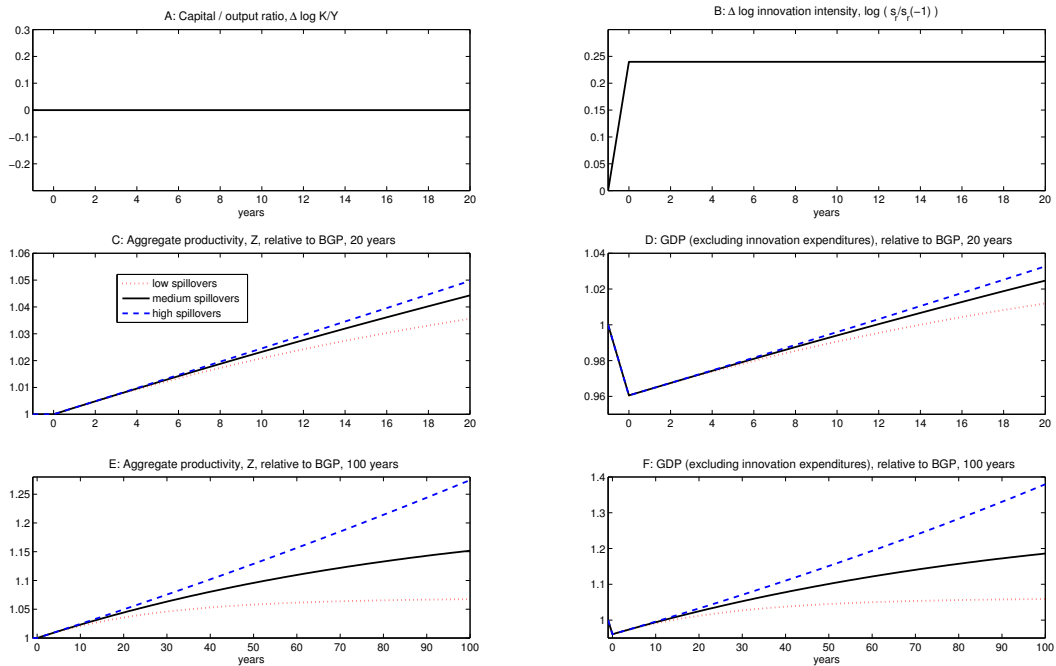 A: Capital / output ratio, Δ log K/Y
0.3
0.2
0.1
0
−0.1
−0.2
0 2 4 6 8 10 12 14 16 18 20
years
B: Δ log innovation intensity, log ( s_r/s_r(-1) )
0.25
0.2
0.15
0.1
0.05
0
0 2 4 6 8 10 12 14 16 18 20
years
C: Aggregate productivity, Z, relative to BGP, 20 years
1.06
1.05
1.04
1.03
1.02
1.01
1
low spillovers
medium spillovers
high spillovers
0 2 4 6 8 10 12 14 16 18 20
D: GDP (excluding innovation expenditures), relative to BGP, 20 years
1.04
1.02
1
0.98
0.96
0 2 4 6 8 10 12 14 16 18 20
E: Aggregate productivity, Z, relative to BGP, 100 years
1.25
1.2
1.15
1.1
1.05
1
0 10 20 30 40 50 60 70 80 90 100
years
F: GDP (excluding innovation expenditures), relative to BGP, 100 years
1.4
1.3
1.2
1.1
1
0 10 20 30 40 50 60 70 80 90 100
years